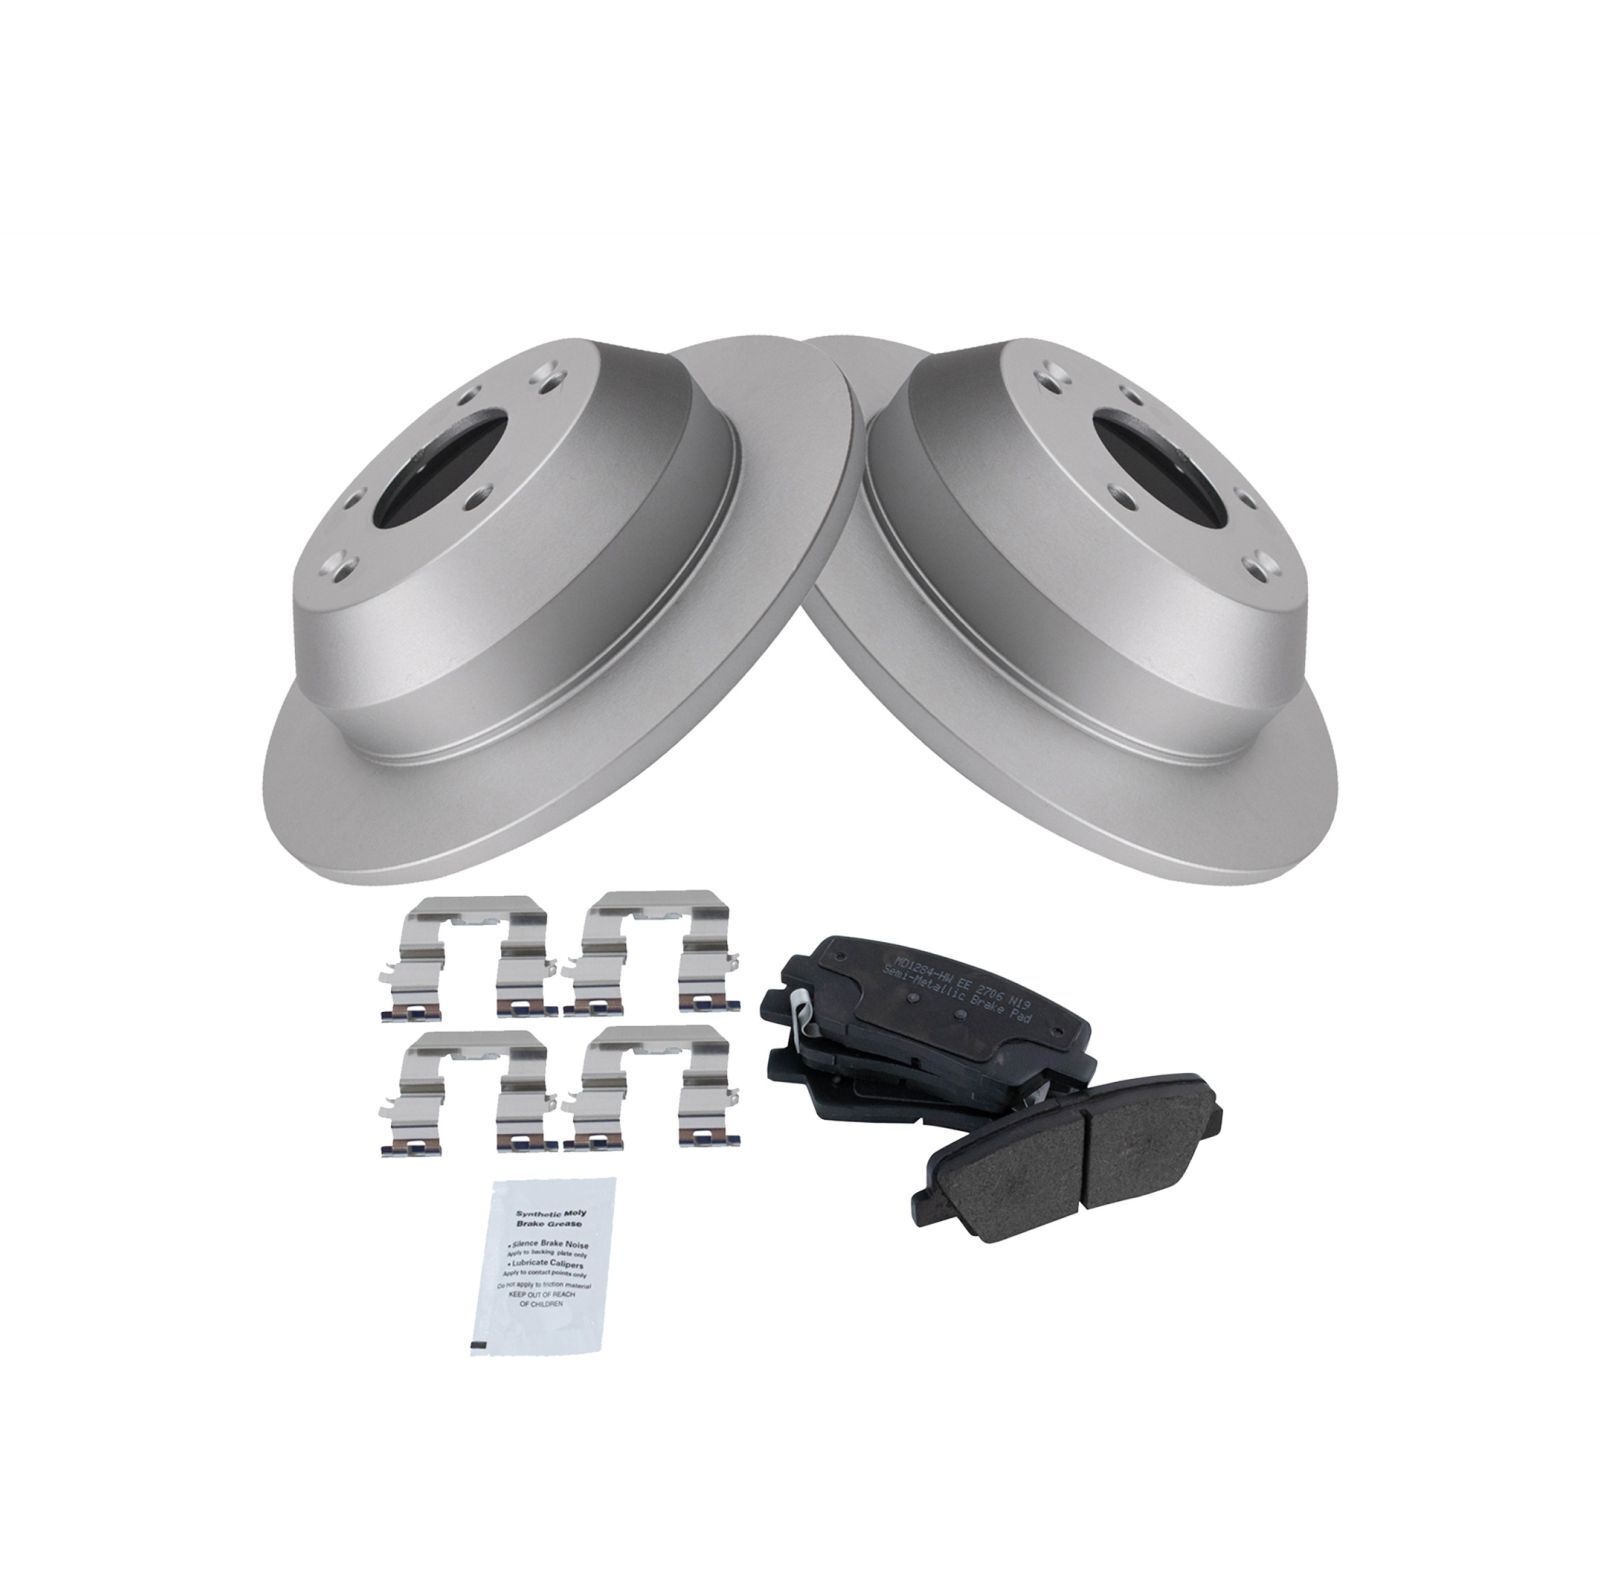 MD1284-HW EE 2706 N19
Semi-Metallic Brake Pad
Synthetic Moly
Brake Grease
• Silence Brake Noise
Apply to backing plate only
• Lubricate Calipers
Apply to contact points only
Do not apply to friction material
KEEP OUT OF REACH
OF CHILDREN